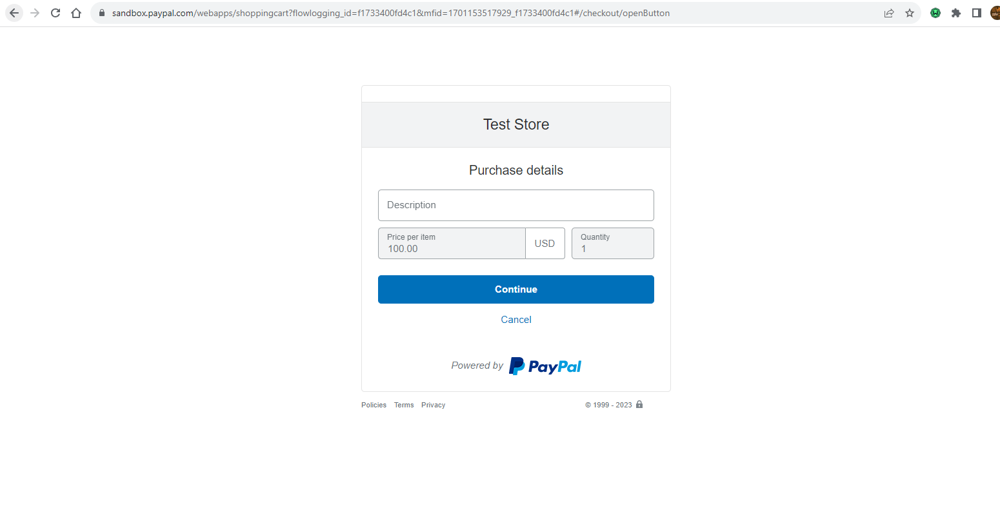 sandbox.paypal.com/webapps/shoppingcart?flowlogging_id=f1733400fd4c1&mfid=1701153517929_f1733400fd4c1#/checkout/openButton
Test Store
Purchase details
Description
Price per item
100.00
USD
Quantity
1
Continue
Cancel
Powered by PayPal
Policies Terms Privacy © 1999 - 2023